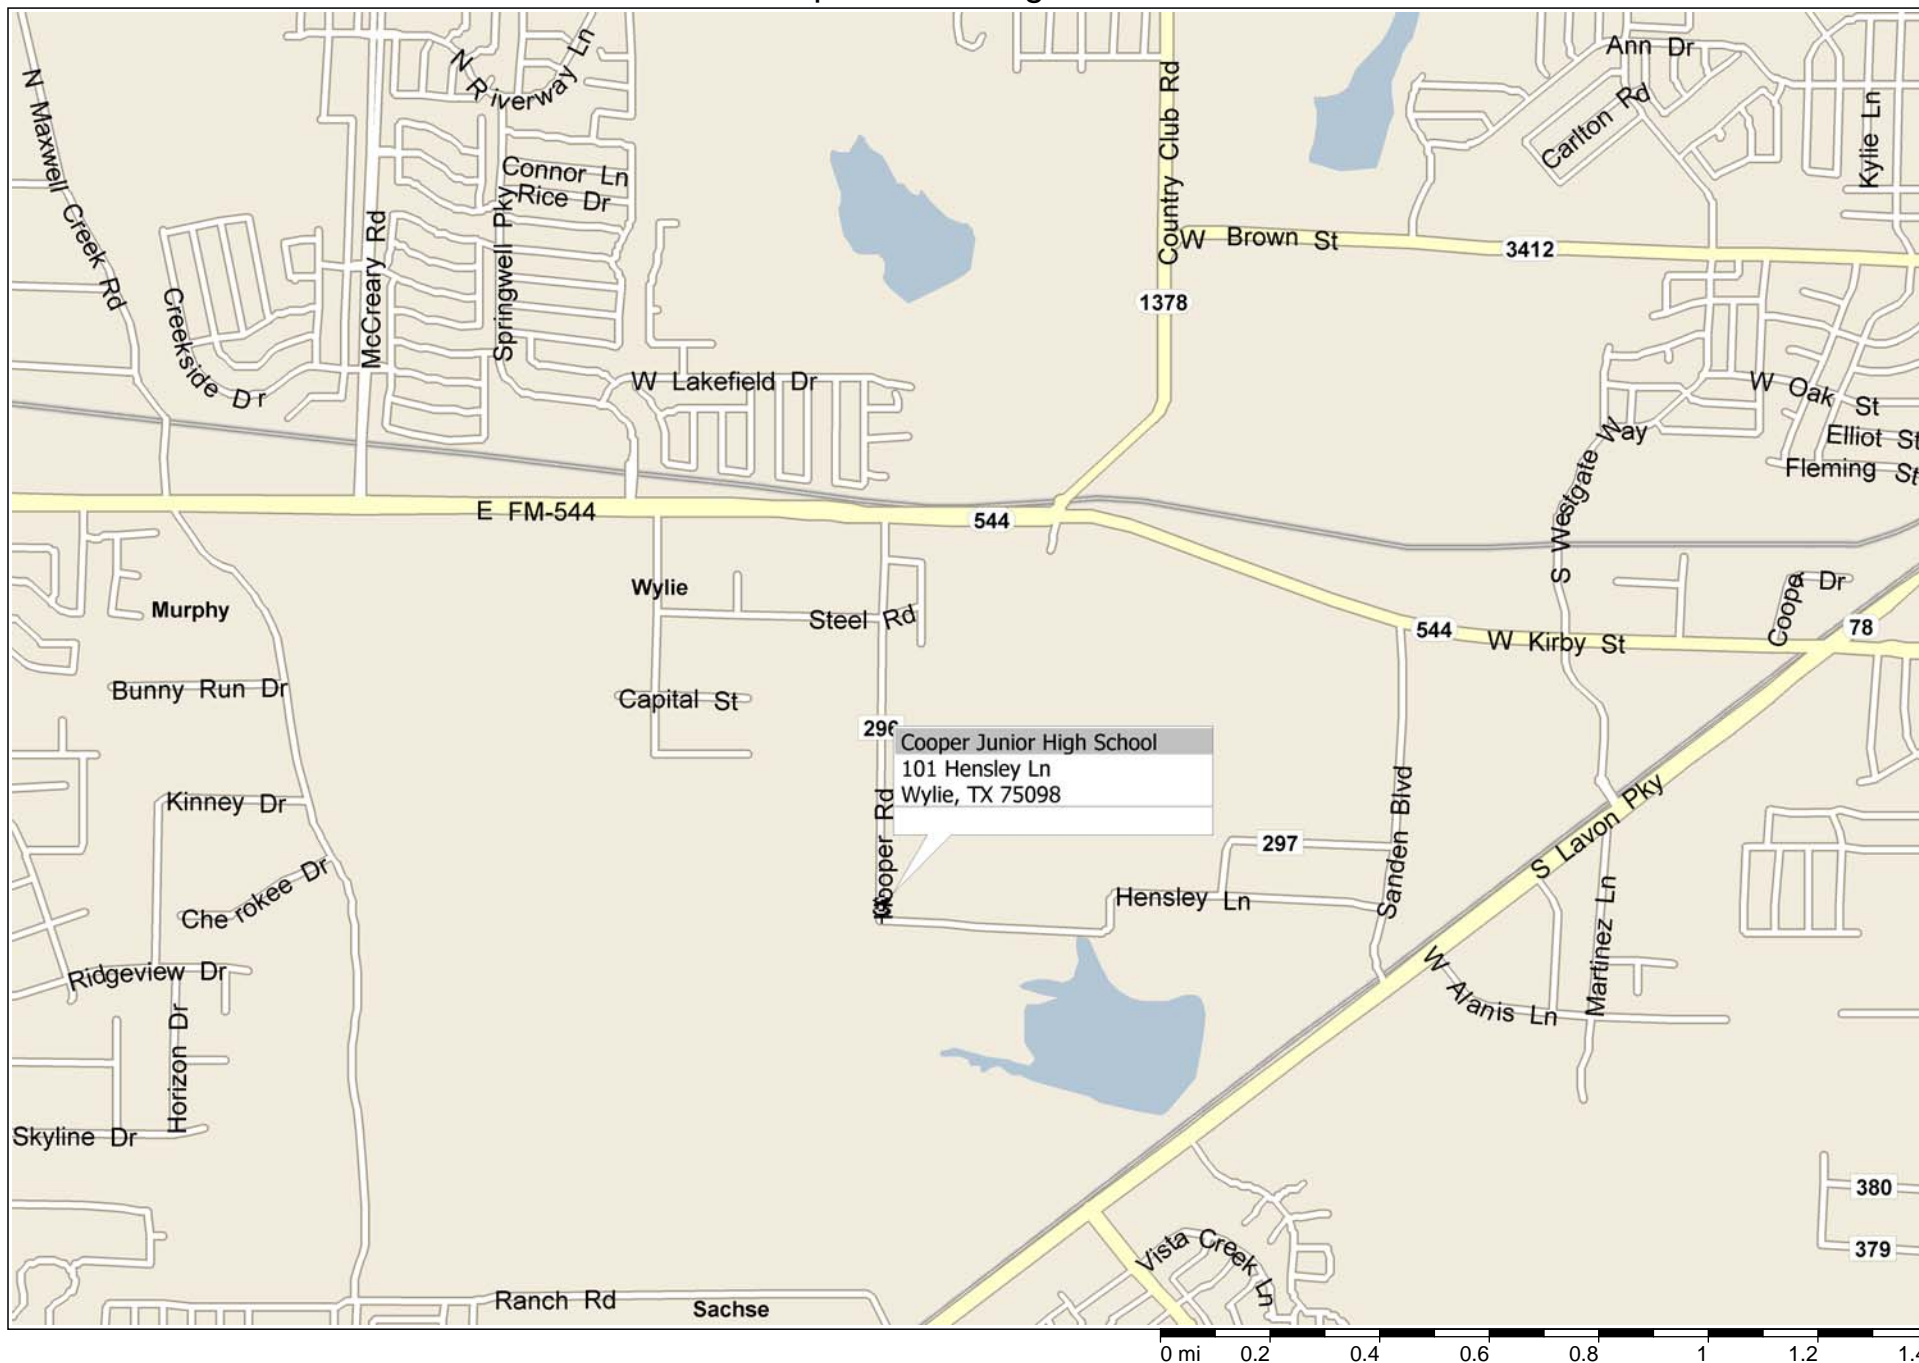 Ann Dr
N Riverway Ln
N Maxwell Creek Rd
Country Club Rd
Carlton Rd
Kylie Ln
Connor Ln
Rice Dr
McCreary Rd
Springwell Pky
W Brown St
3412
1378
Creekside Dr
W Lakefield Dr
W Oak St
S Westgate Way
Elliot St
Fleming St
E FM-544
544
Wylie
Murphy
Steel Rd
544
W Kirby St
Cooper Dr
78
Bunny Run Dr
Capital St
296
Cooper Junior High School
101 Hensley Ln
Wylie, TX 75098
Kinney Dr
Cooper Rd
297
Sanden Blvd
S Lavon Pky
Cherokee Dr
Hensley Ln
Martinez Ln
Ridgeview Dr
W Alanis Ln
Horizon Dr
Skyline Dr
380
379
Vista Creek Ln
Ranch Rd
Sachse
0 mi 0.2 0.4 0.6 0.8 1 1.2 1.4